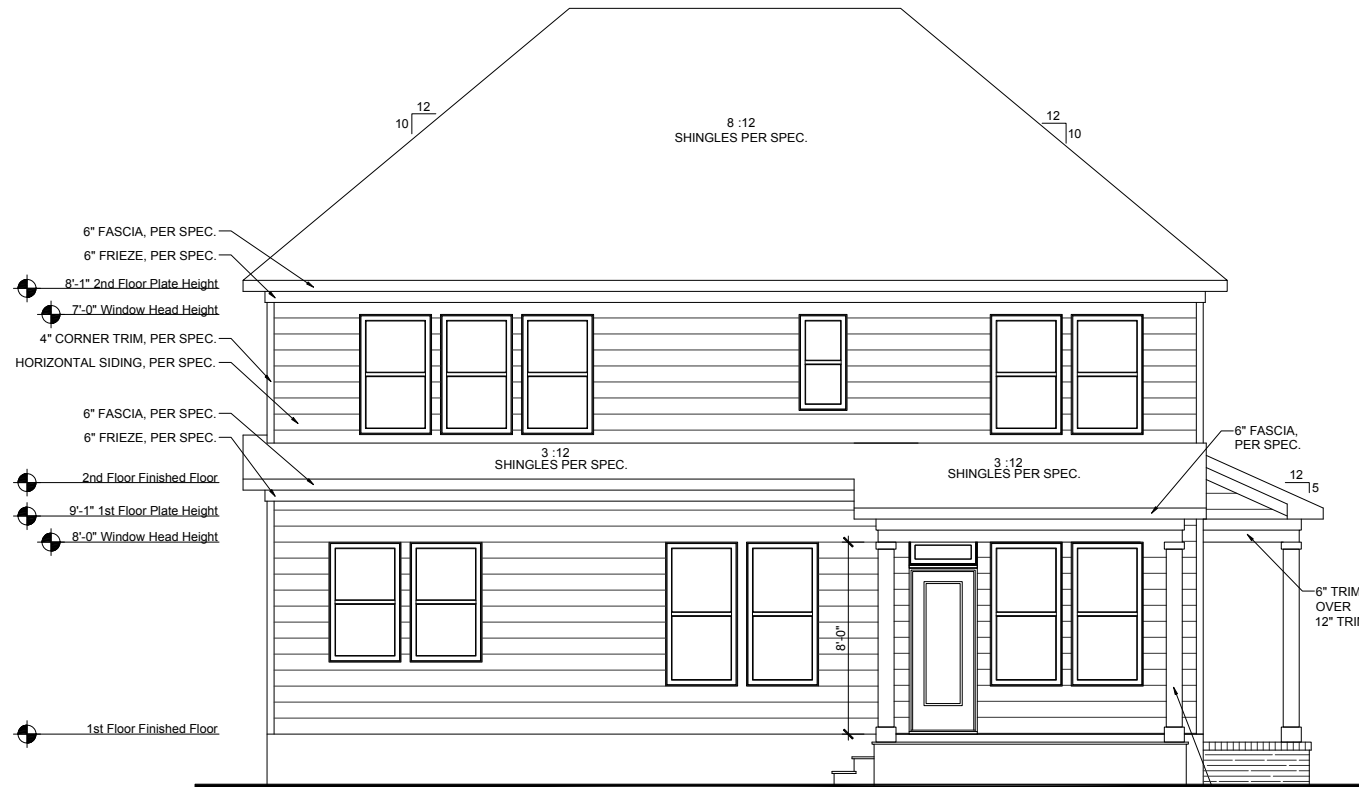 12
10
8 :12
SHINGLES PER SPEC.
12
10
6" FASCIA, PER SPEC.
6" FRIEZE, PER SPEC.
8'-1" 2nd Floor Plate Height
7'-0" Window Head Height
4" CORNER TRIM, PER SPEC.
HORIZONTAL SIDING, PER SPEC.
6" FASCIA, PER SPEC.
6" FRIEZE, PER SPEC.
6" FASCIA,
PER SPEC.
3 :12
SHINGLES PER SPEC.
3 :12
SHINGLES PER SPEC.
2nd Floor Finished Floor
12
5
9'-1" 1st Floor Plate Height
8'-0" Window Head Height
6" TRIM
OVER
12" TRIM
8'-0"
1st Floor Finished Floor